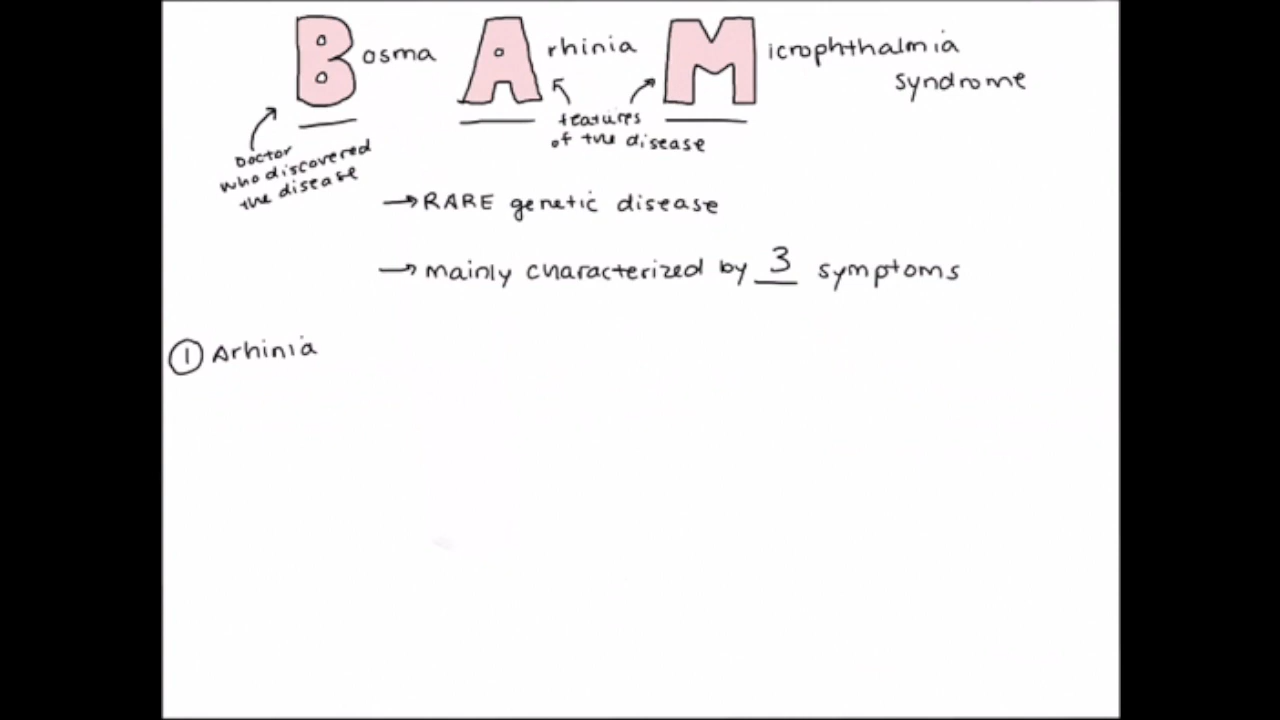 Bosma Arhinia Microphthalmia
syndrome
features
of the disease
Doctor
who discovered
the disease
→ RARE genetic disease
→ mainly characterized by 3 symptoms
① Arhinia